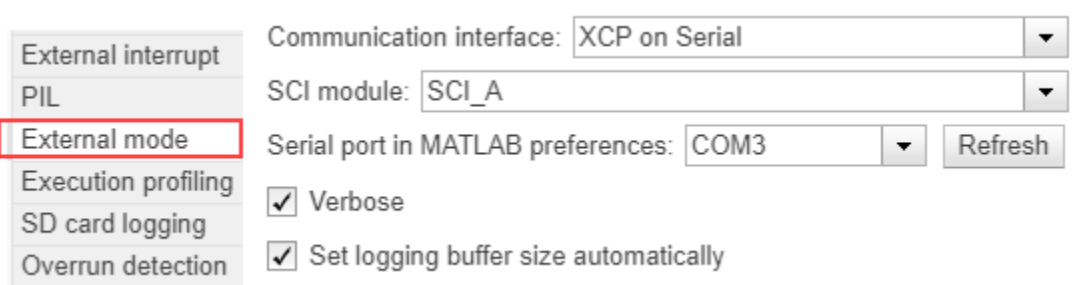 External interrupt
PIL
External mode
Execution profiling
SD card logging
Overrun detection
Communication interface: XCP on Serial
SCI module: SCI_A
Serial port in MATLAB preferences: COM3 Refresh
Verbose
Set logging buffer size automatically